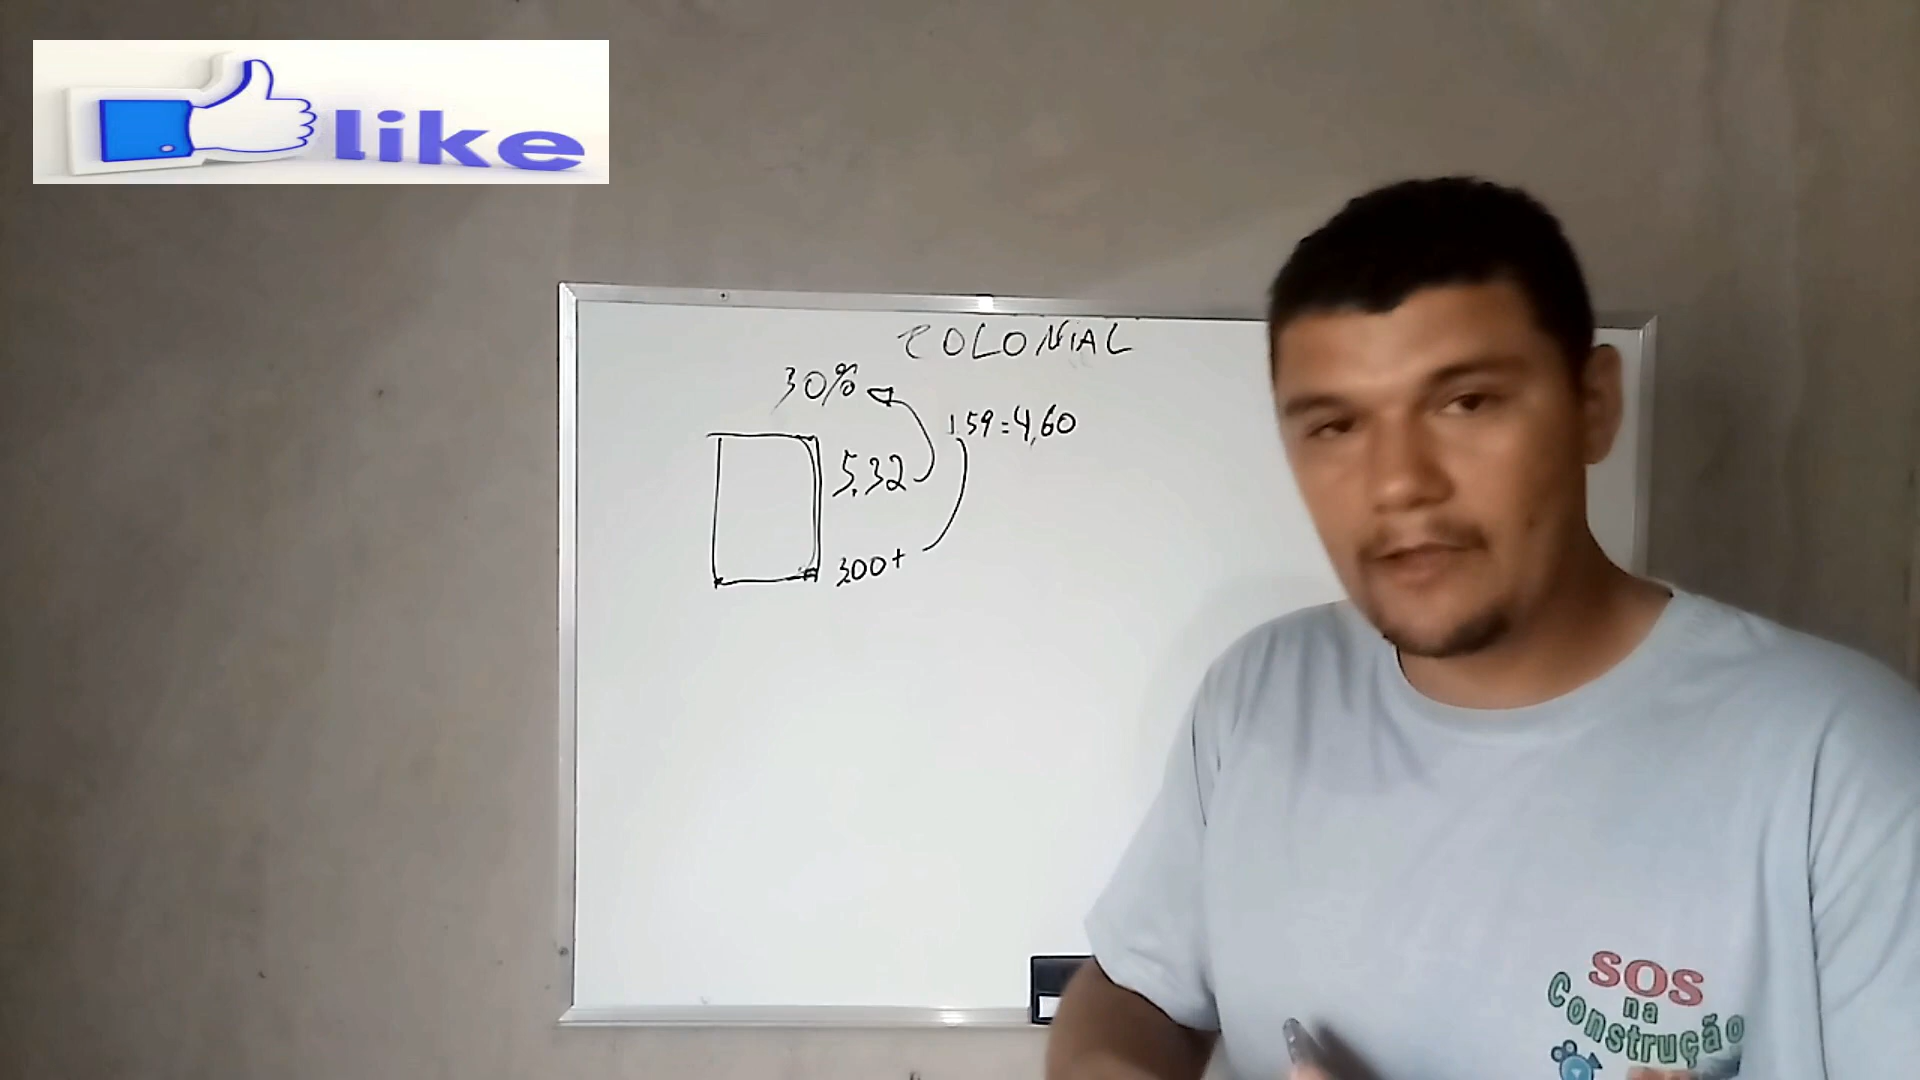 like
COLONIAL
30%
1.59=4,60
5.32
300+
SOS
na
Construção